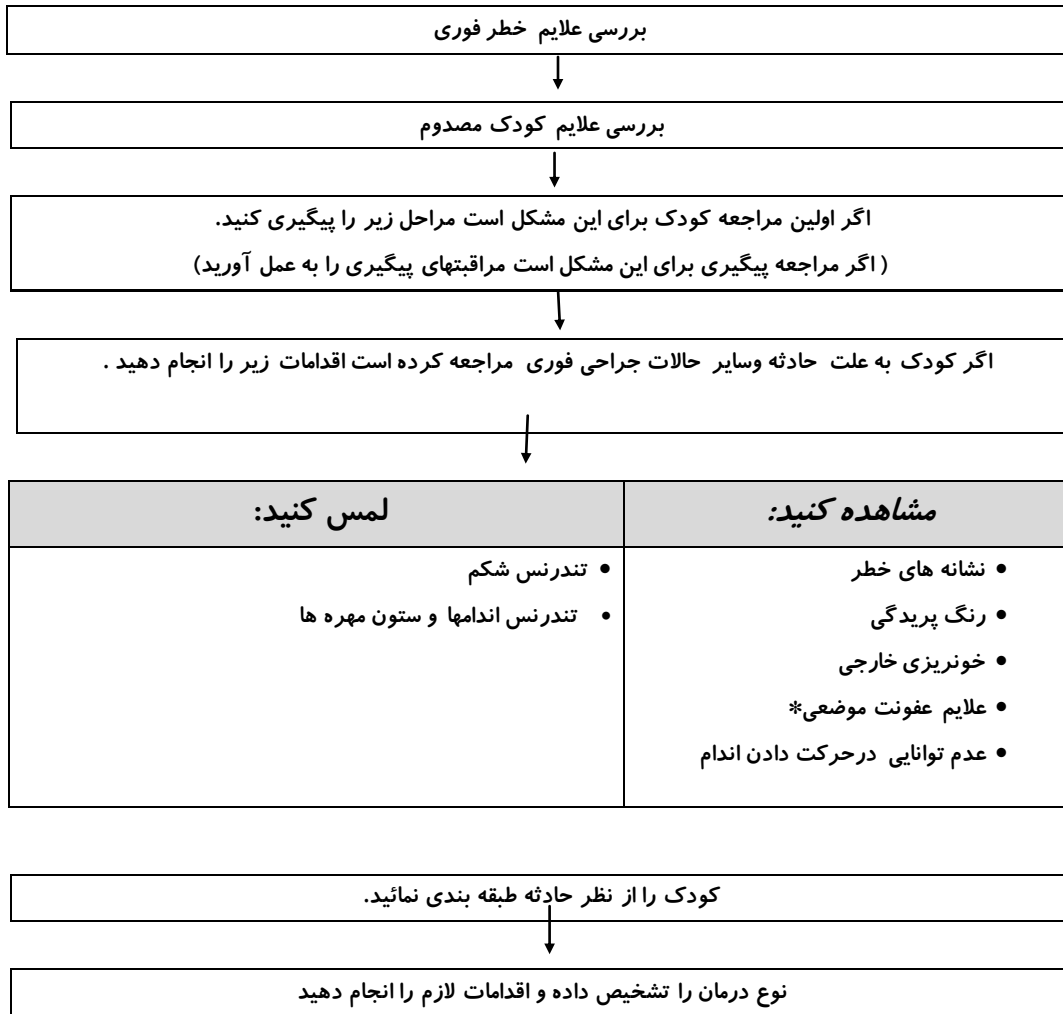 بررسی علایم خطر فوری
بررسی علایم کودک مصدوم
اگر اولین مراجعه کودک برای این مشکل است مراحل زیر را پیگیری کنید.
( اگر مراجعه پیگیری برای این مشکل است مراقبتهای پیگیری را به عمل آورید)
اگر کودک به علت حادثه وسایر حالات جراحی فوری مراجعه کرده است اقدامات زیر را انجام دهید .
مشاهده کنید:
• نشانه های خطر
• رنگ پریدگی
• خونریزی خارجی
• علایم عفونت موضعی*
• عدم توانایی درحرکت دادن اندام
لمس کنید:
• تندرنس شکم
• تندرنس اندامها و ستون مهره ها
کودک را از نظر حادثه طبقه بندی نمائید.
نوع درمان را تشخیص داده و اقدامات لازم را انجام دهید